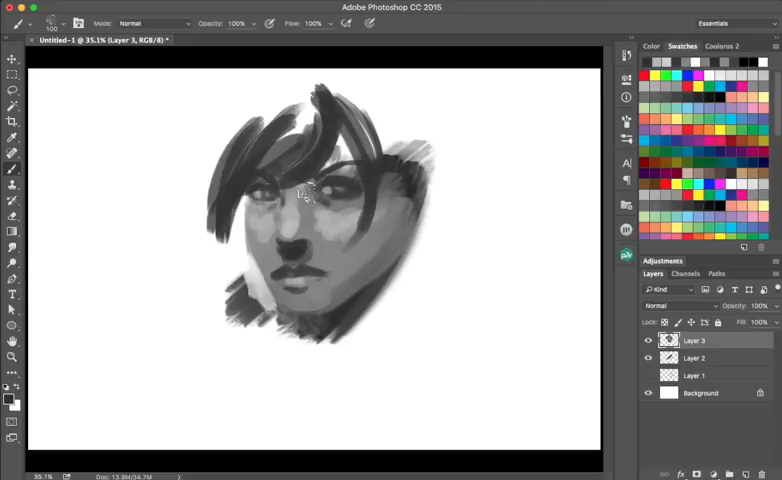 Adobe Photoshop CC 2015
100
Mode: Normal
Opacity: 100%
Flow: 100%
Essentials
× Untitled-1 @ 35.1% (Layer 3, RGB/8) *
Color Swatches Coolorus 2
Adjustments
Layers Channels Paths
Kind
Normal
Opacity: 100%
Lock:
Fill: 100%
Layer 3
Layer 2
Layer 1
Background
35.1%
Doc: 13.9M/34.7M